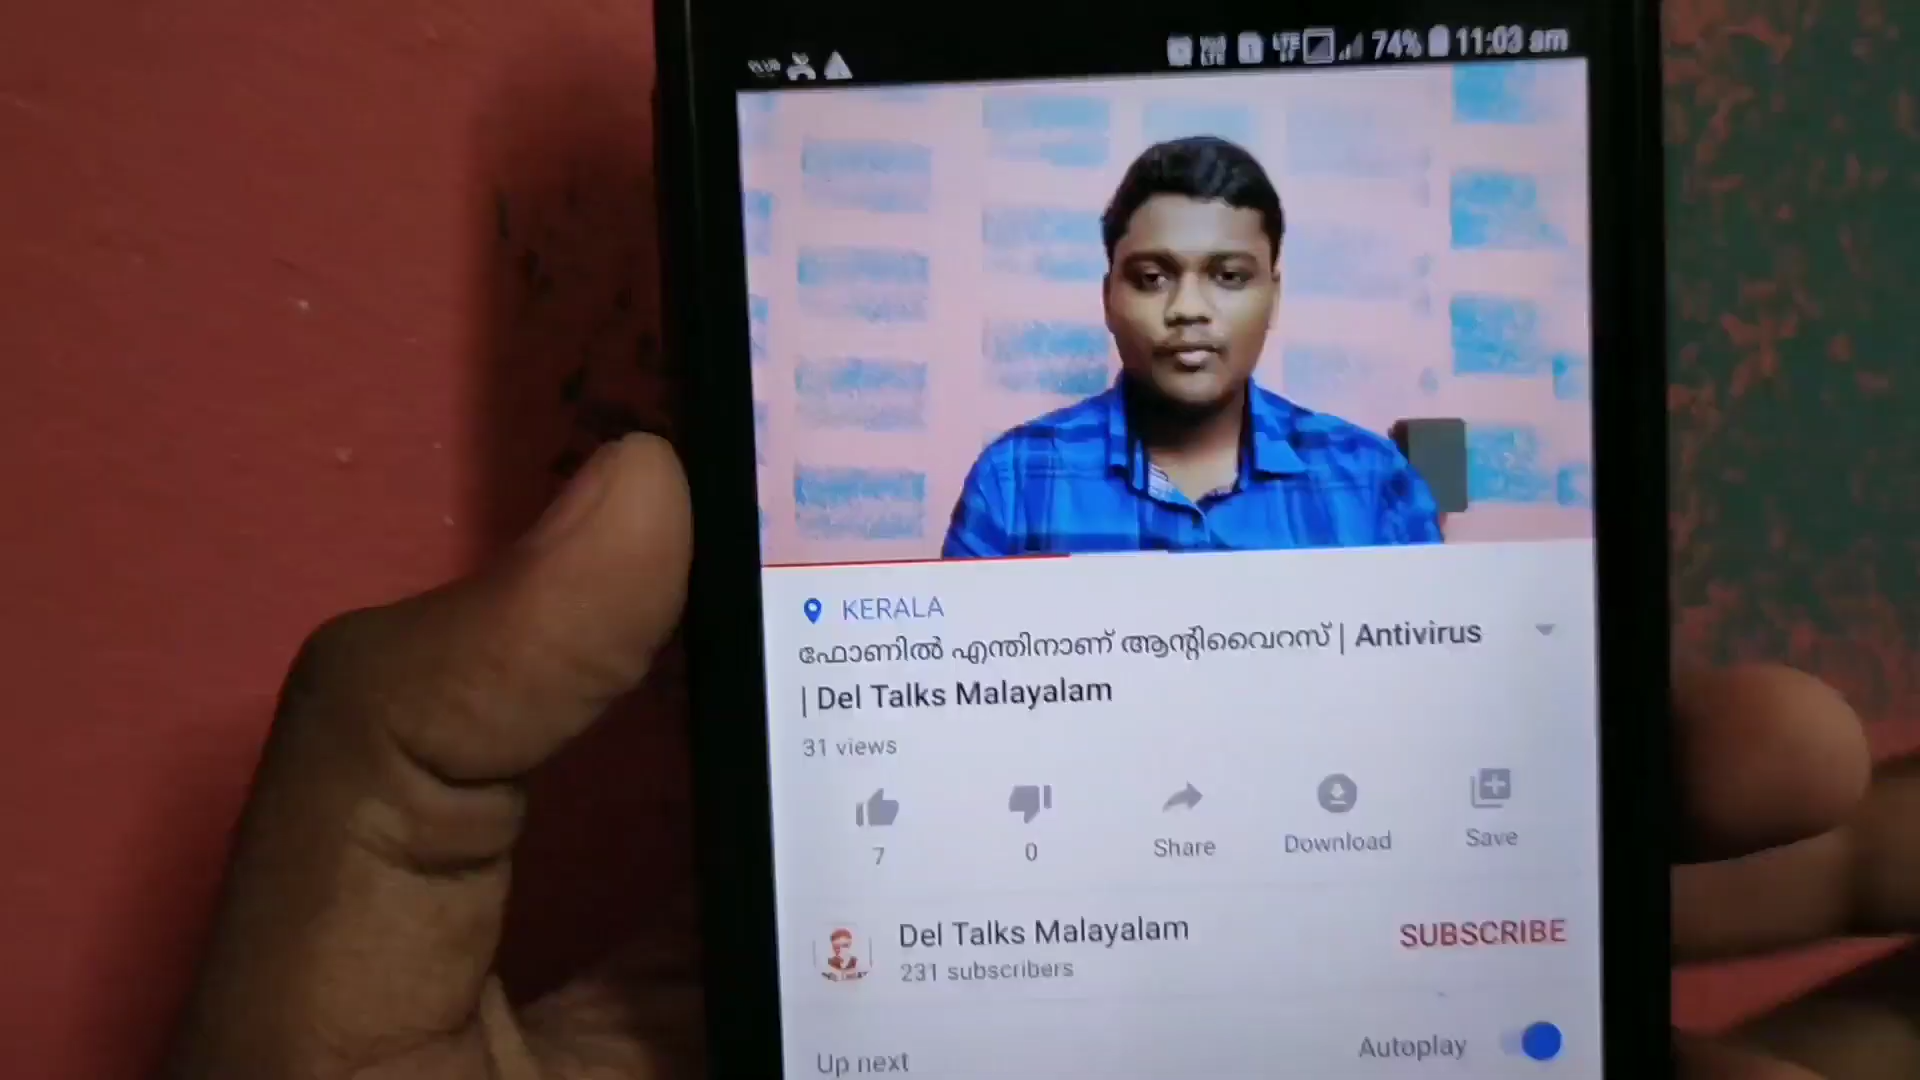 LTE 74% 11:03 am
KERALA
ഫോണിൽ എന്തിനാണ് ആന്റിവൈറസ് | Antivirus
| Del Talks Malayalam
31 views
7 0 Share Download Save
Del Talks Malayalam SUBSCRIBE
231 subscribers
Up next Autoplay